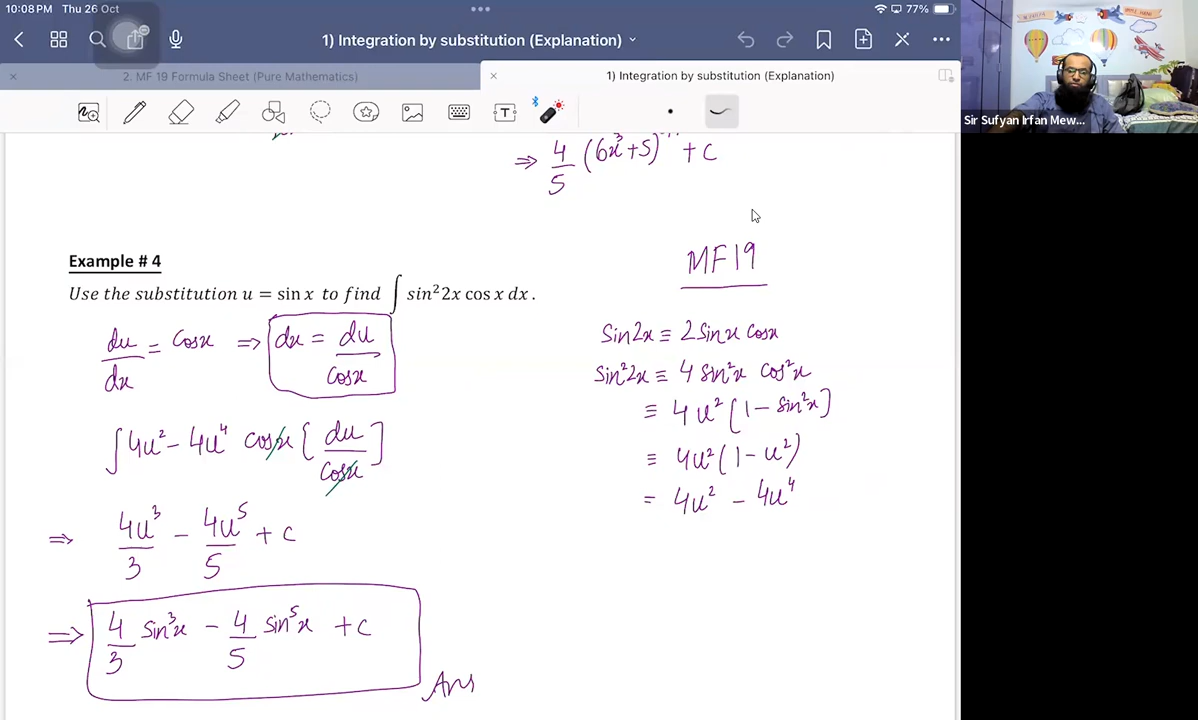 10:08 PM Thu 26 Oct
77%
1) Integration by substitution (Explanation)
2. MF 19 Formula Sheet (Pure Mathematics)
1) Integration by substitution (Explanation)
Sir Sufyan Irfan Mew...
⇒ 4/5 (6x³+5) + c
MF19
Example # 4
Use the substitution u = sin x to find ∫ sin² 2x cos x dx .
du/dx = Cosx ⇒ dx = du/Cosx
∫ 4u² − 4u⁴ cosx [ du/Cosx ]
⇒ 4u³/3 − 4u⁵/5 + c
⇒ 4/3 sin³x − 4/5 sin⁵x + c
Ans
Sin2x ≡ 2Sinx Cosx
Sin²2x ≡ 4 Sin²x Cos²x
≡ 4u² [1 − Sin²x]
≡ 4u² (1 − u²)
= 4u² − 4u⁴